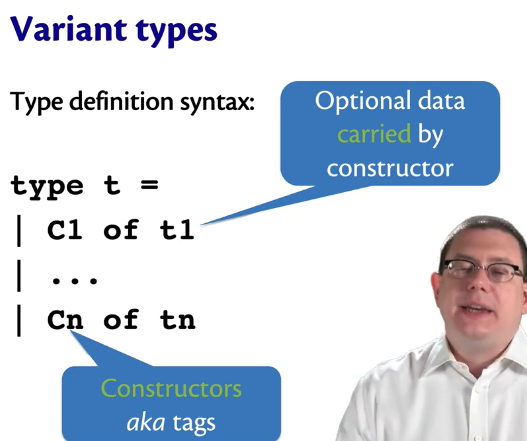 Variant types
Type definition syntax:
Optional data
carried by
constructor
type t =
| C1 of t1
| ...
| Cn of tn
Constructors
aka tags